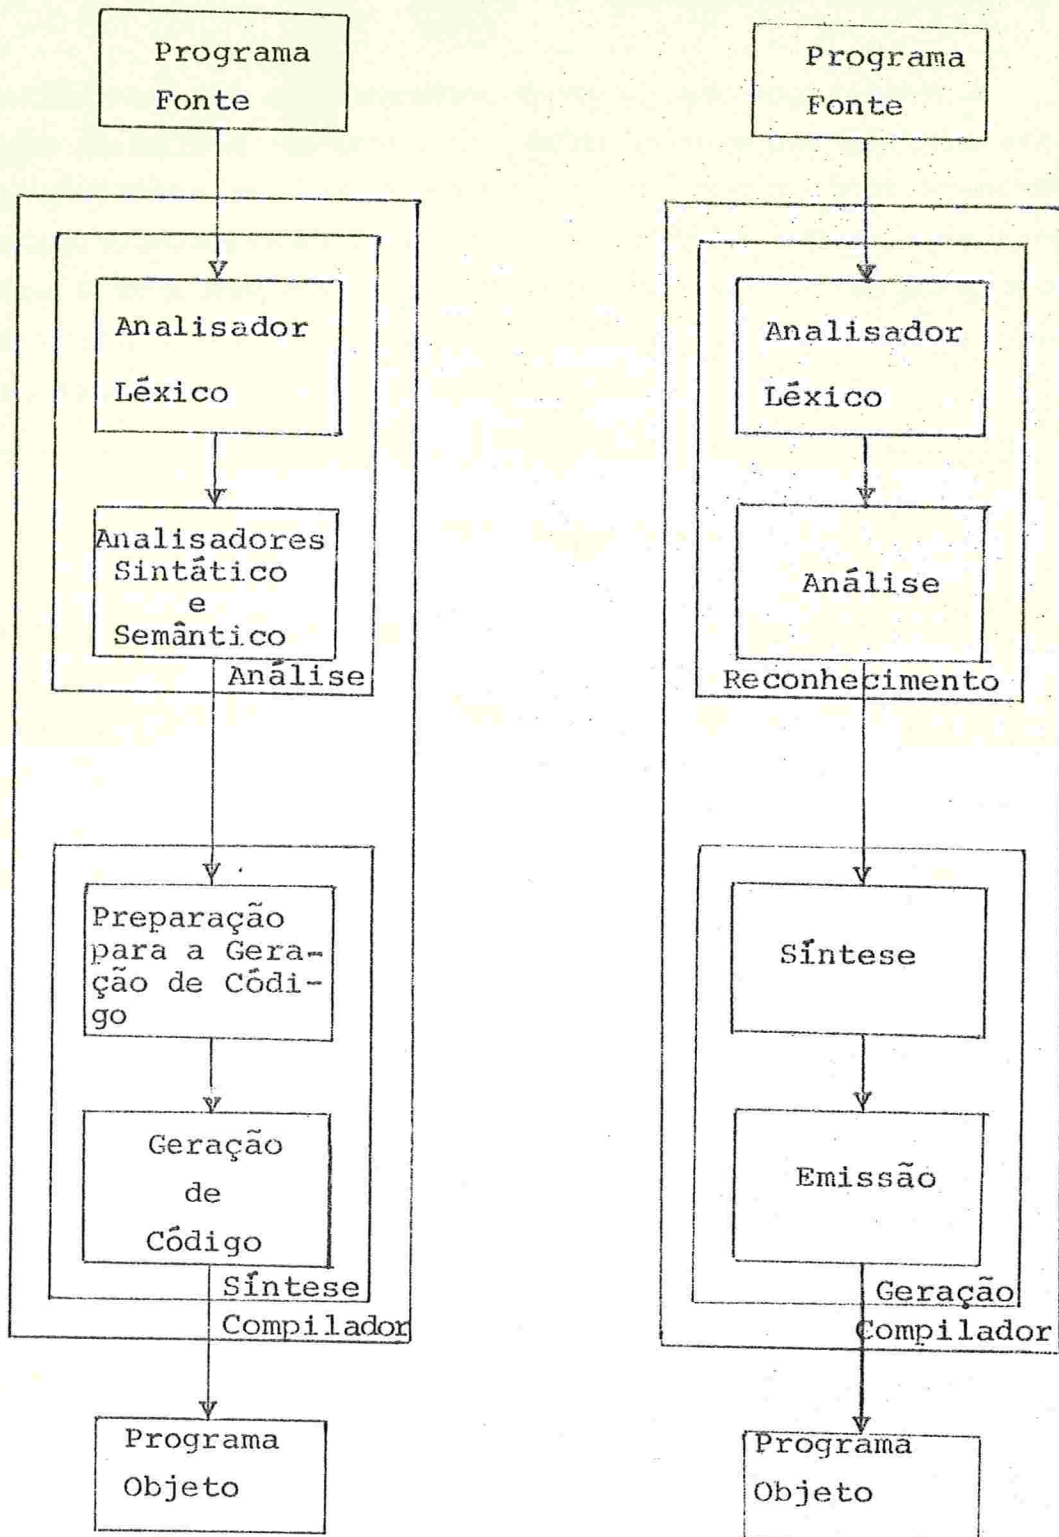 Programa
Fonte
Analisador
Léxico
Analisadores
Sintático
e
Semântico
Análise
Preparação
para a Gera-
ção de Códi-
go
Geração
de
Código
Síntese
Compilador
Programa
Objeto
Programa
Fonte
Analisador
Léxico
Análise
Reconhecimento
Síntese
Emissão
Geração
Compilador
Programa
Objeto